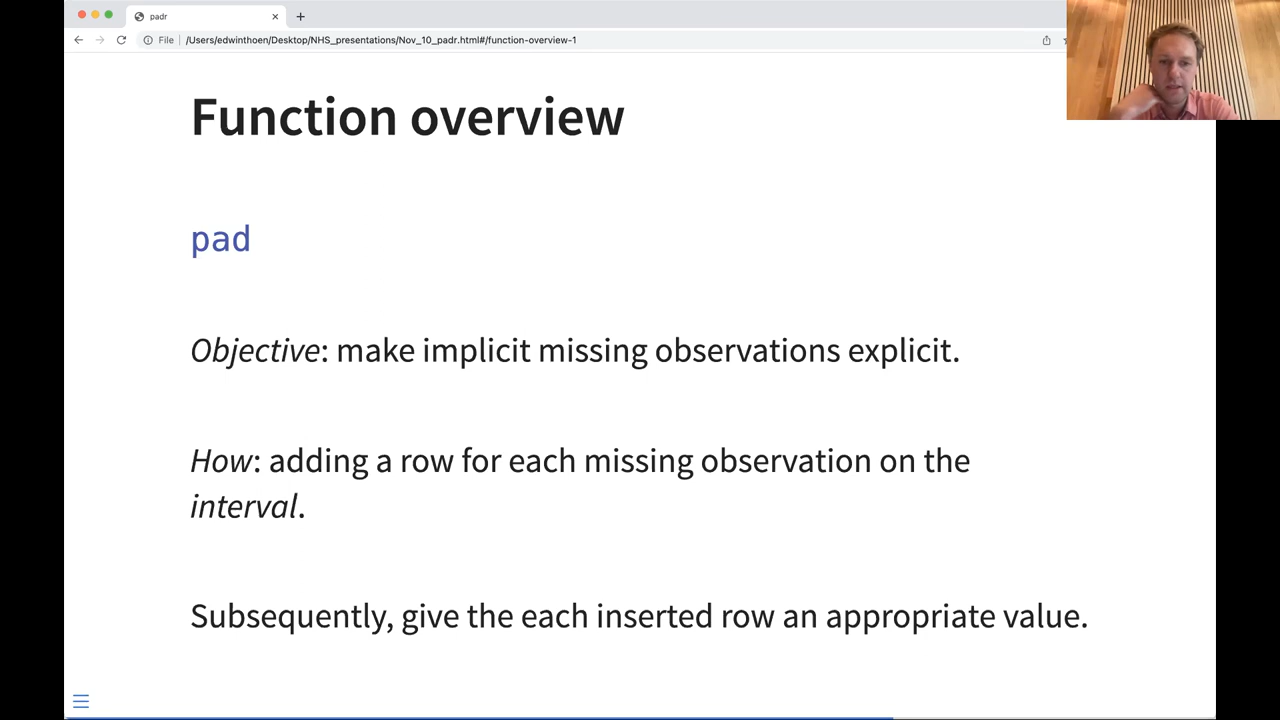 padr
File
/Users/edwinthoen/Desktop/NHS_presentations/Nov_10_padr.html#/function-overview-1
Function overview
pad
Objective: make implicit missing observations explicit.
How: adding a row for each missing observation on the
interval.
Subsequently, give the each inserted row an appropriate value.